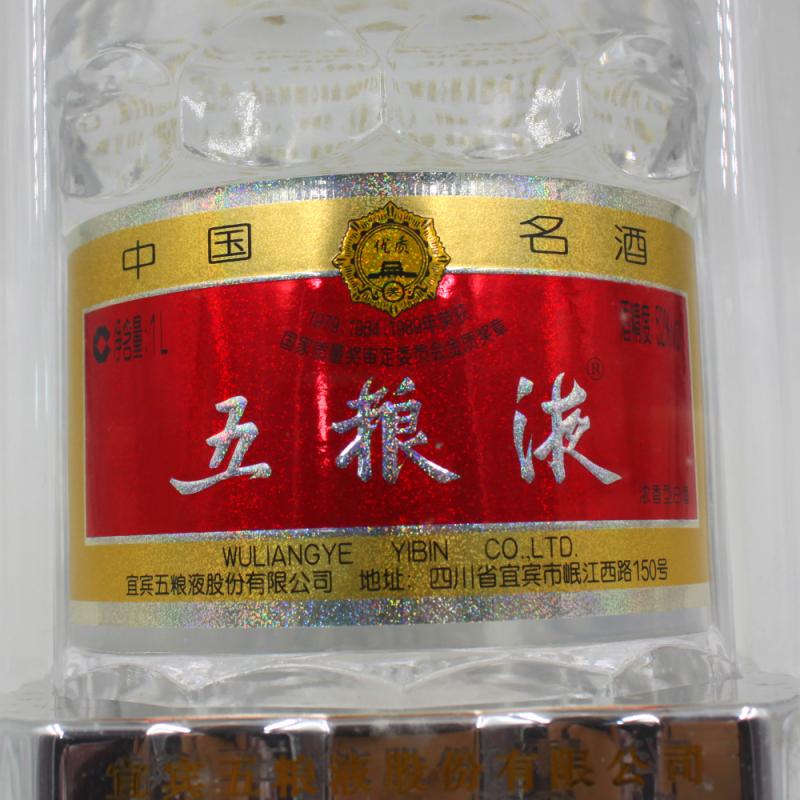 中国 优质 名酒
奖
1979.1984.1989年荣获
国家质量奖审定委员会金质奖章
净含量:1L
酒精度 52%vol
五粮液®
浓香型白酒
WULIANGYE YIBIN CO.,LTD.
宜宾五粮液股份有限公司 地址: 四川省宜宾市岷江西路150号
宜宾五粮液股份有限公司